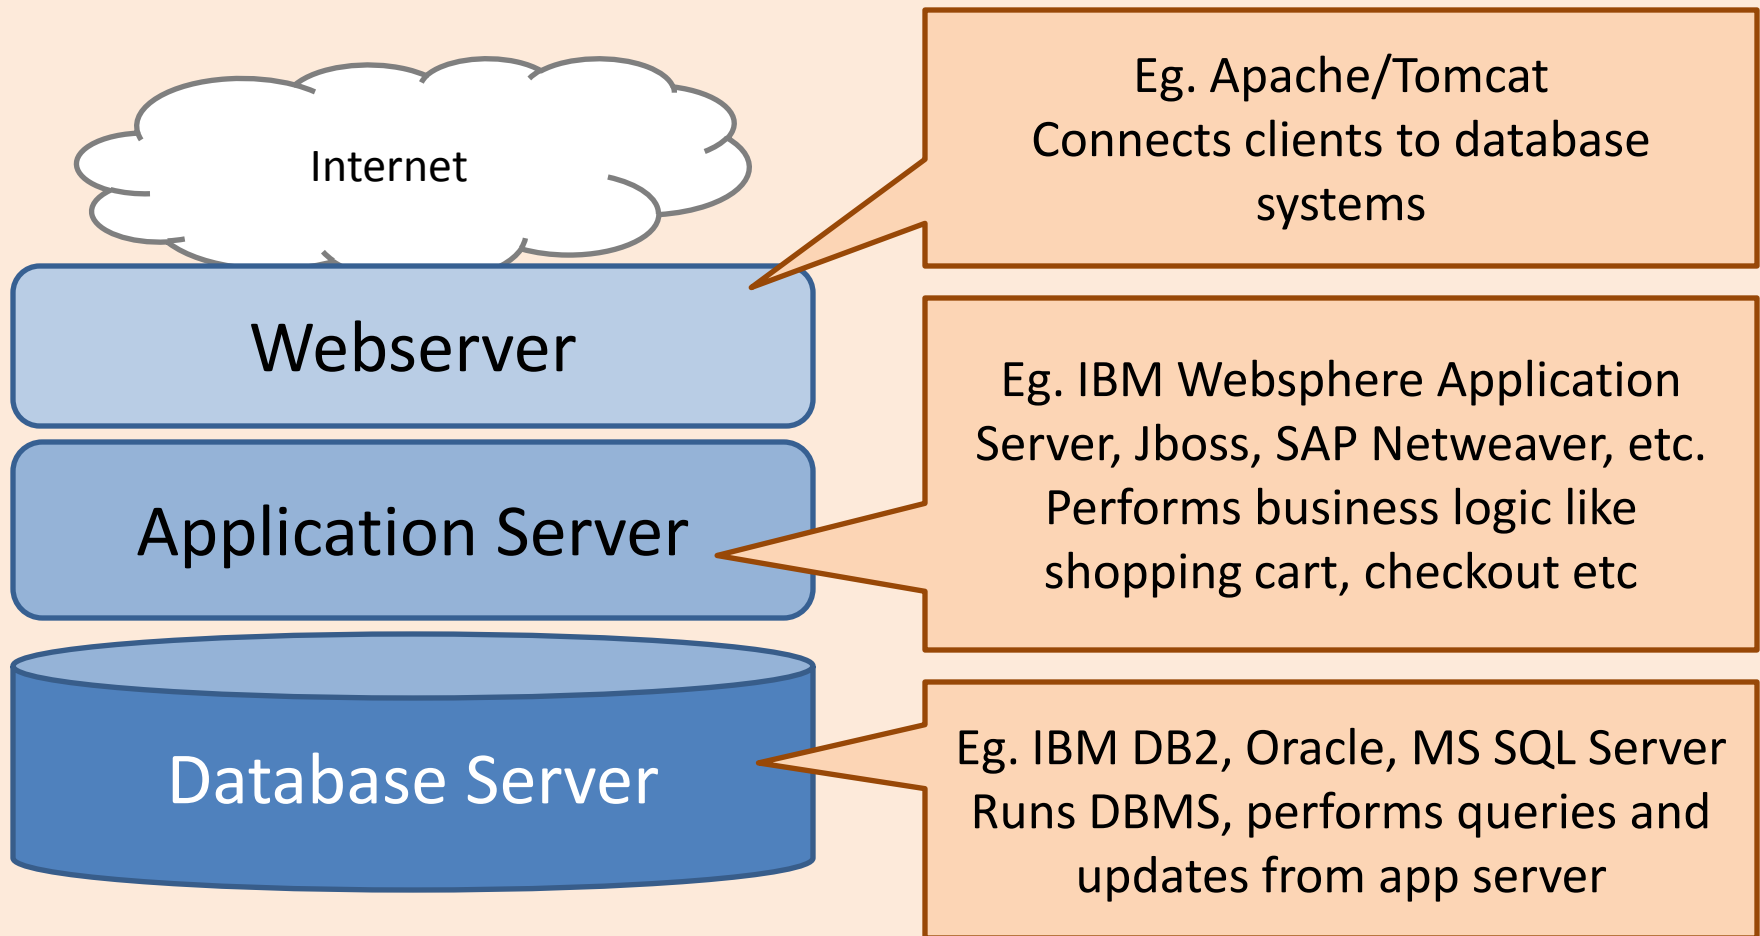 Internet
Webserver
Application Server
Database Server
Eg. Apache/Tomcat
Connects clients to database
systems
Eg. IBM Websphere Application
Server, Jboss, SAP Netweaver, etc.
Performs business logic like
shopping cart, checkout etc
Eg. IBM DB2, Oracle, MS SQL Server
Runs DBMS, performs queries and
updates from app server